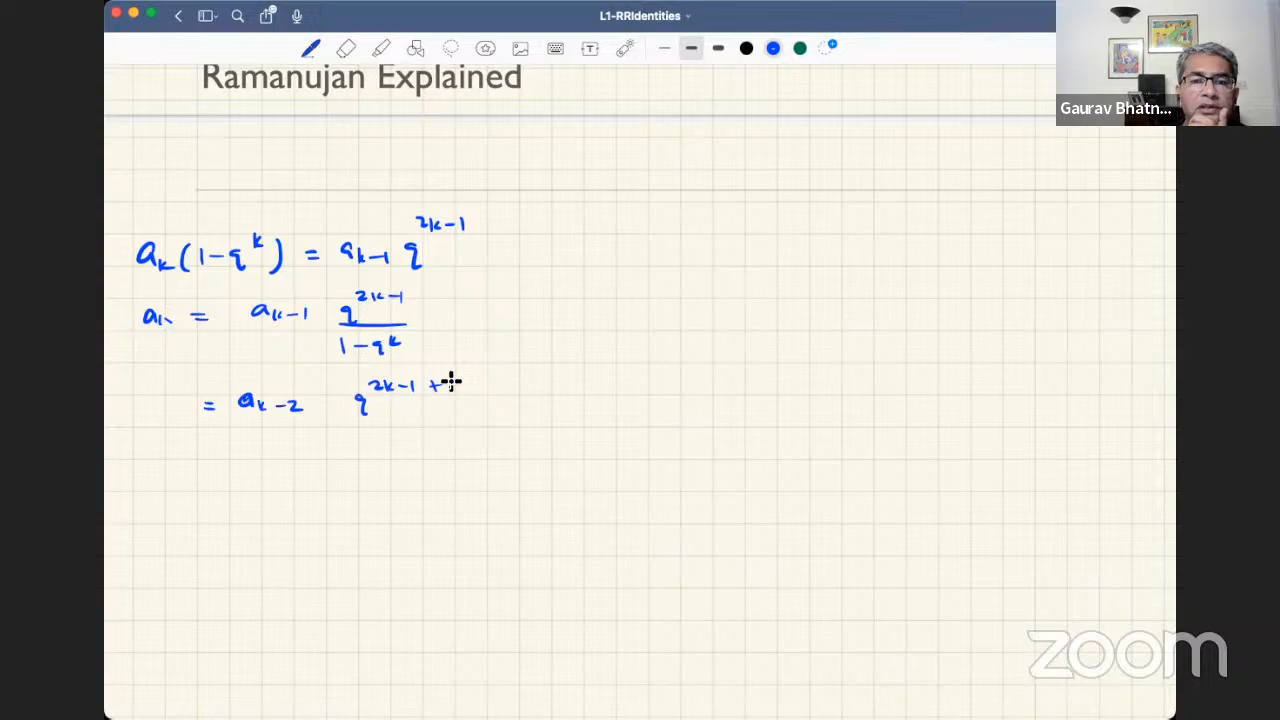 L1-RRIdentities
Ramanujan Explained
Gaurav Bhatn...
a_k (1 - q^k) = a_{k-1} q^{2k-1}
a_k = a_{k-1} \frac{q^{2k-1}}{1-q^k}
= a_{k-2} q^{2k-1 +
zoom